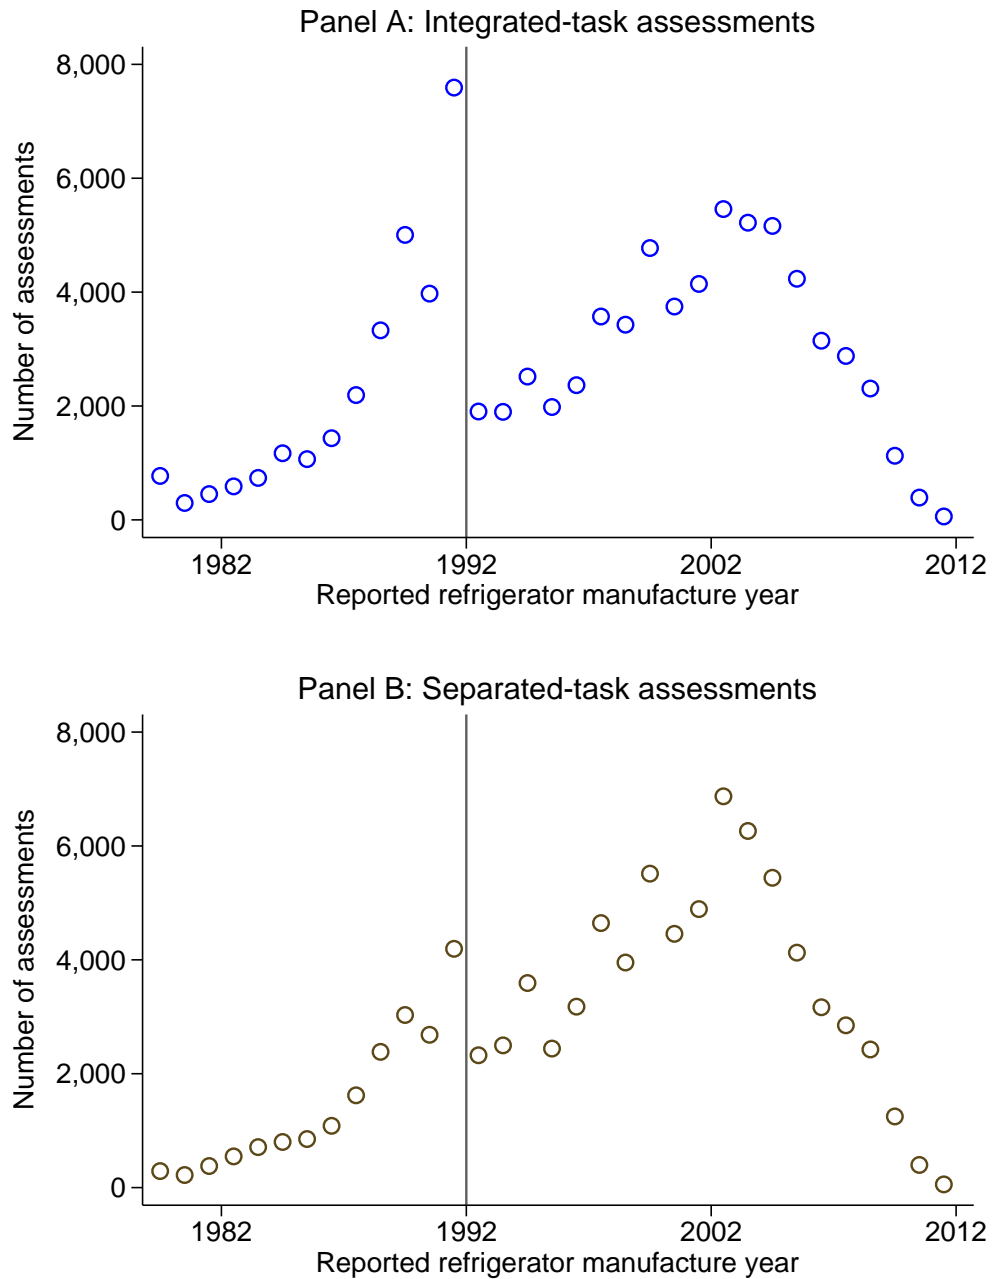 Panel A: Integrated-task assessments
8,000
6,000
4,000
2,000
0
Number of assessments
1982 1992 2002 2012
Reported refrigerator manufacture year
Panel B: Separated-task assessments
8,000
6,000
4,000
2,000
0
Number of assessments
1982 1992 2002 2012
Reported refrigerator manufacture year